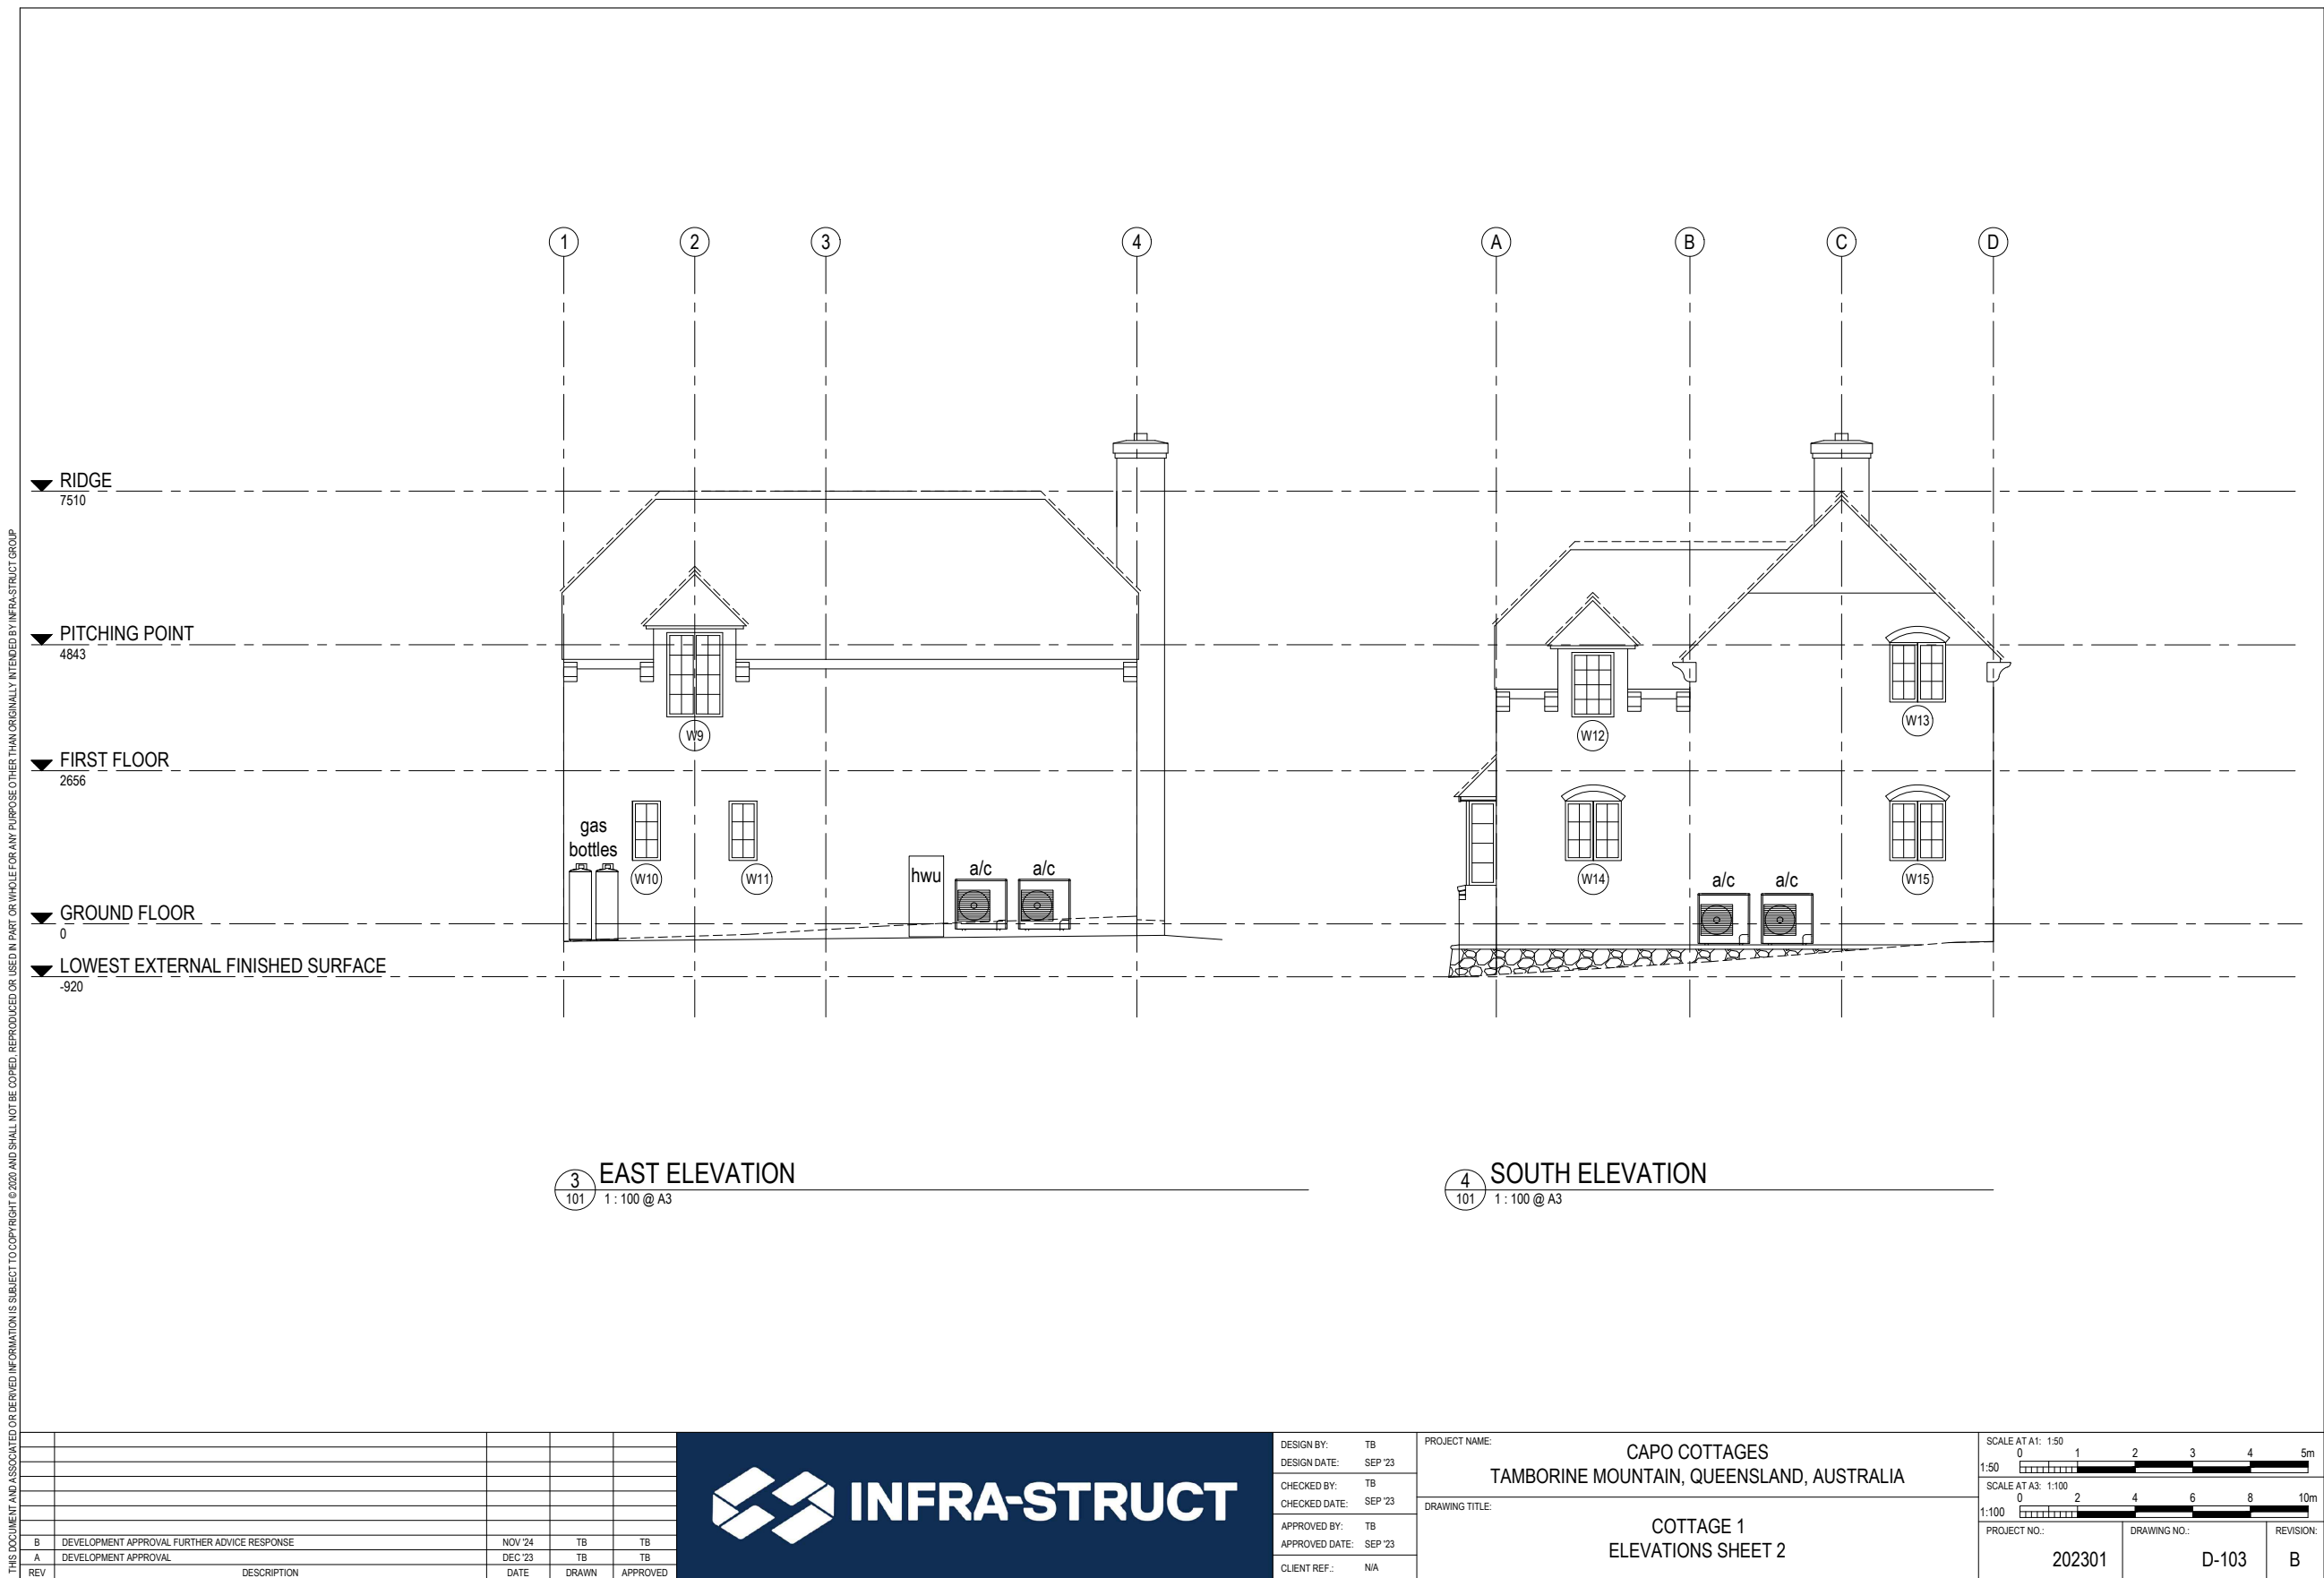 THIS DOCUMENT AND ASSOCIATED OR DERIVED INFORMATION IS SUBJECT TO COPYRIGHT © 2020 AND SHALL NOT BE COPIED, REPRODUCED OR USED IN PART OR WHOLE FOR ANY PURPOSE OTHER THAN ORIGINALLY INTENDED BY INFRA-STRUCT GROUP
1 2 3 4 A B C D
RIDGE
7510
PITCHING POINT
4843
FIRST FLOOR
2656
GROUND FLOOR
0
LOWEST EXTERNAL FINISHED SURFACE
-920
W9
gas
bottles
W10
W11
hwu
a/c
a/c
W12
W13
W14
W15
a/c
a/c
3
101
EAST ELEVATION
1 : 100 @ A3
4
101
SOUTH ELEVATION
1 : 100 @ A3
B DEVELOPMENT APPROVAL FURTHER ADVICE RESPONSE NOV '24 TB TB
A DEVELOPMENT APPROVAL DEC '23 TB TB
REV DESCRIPTION DATE DRAWN APPROVED
INFRA-STRUCT
DESIGN BY: TB
DESIGN DATE: SEP '23
CHECKED BY: TB
CHECKED DATE: SEP '23
APPROVED BY: TB
APPROVED DATE: SEP '23
CLIENT REF.: N/A
PROJECT NAME:
CAPO COTTAGES
TAMBORINE MOUNTAIN, QUEENSLAND, AUSTRALIA
DRAWING TITLE:
COTTAGE 1
ELEVATIONS SHEET 2
SCALE AT A1: 1:50
0 1 2 3 4 5m
1:50
SCALE AT A3: 1:100
0 2 4 6 8 10m
1:100
PROJECT NO.:
202301
DRAWING NO.:
D-103
REVISION:
B